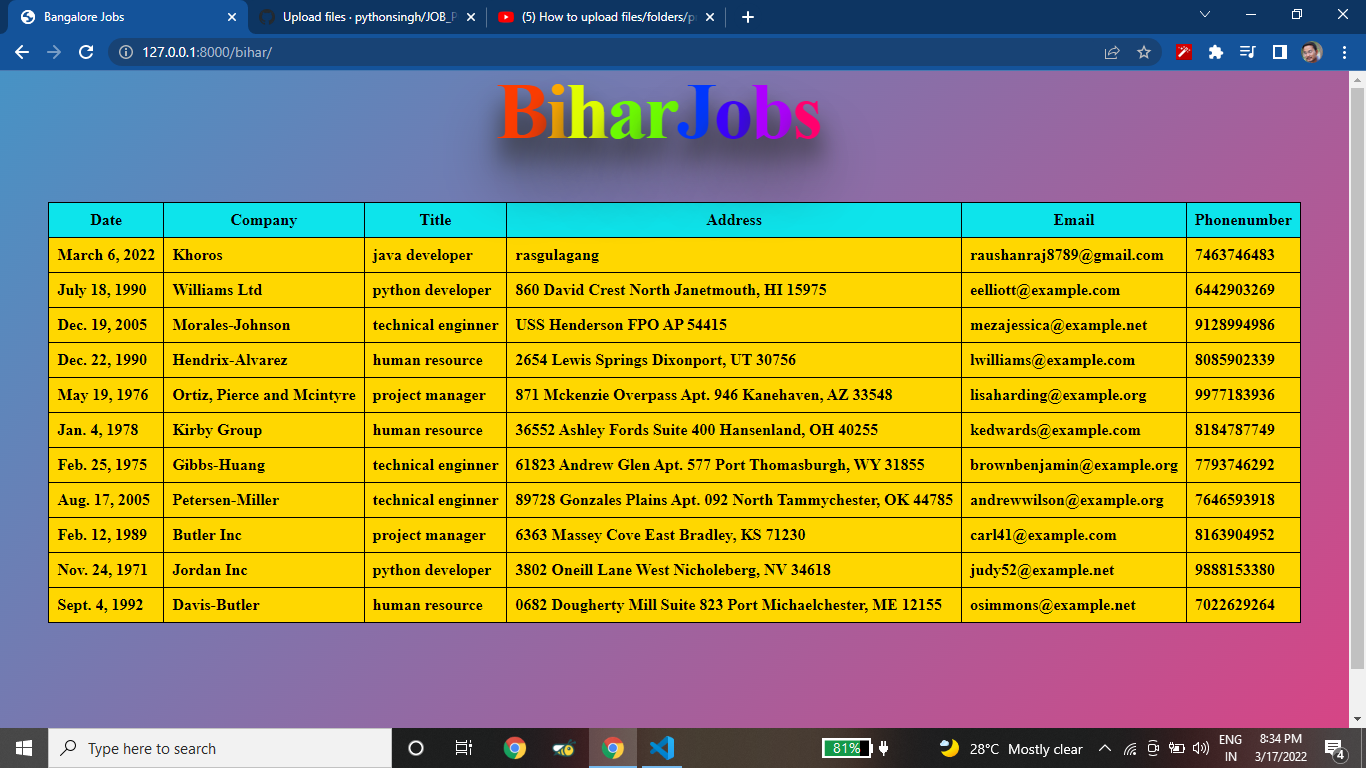 Bangalore Jobs
Upload files · pythonsingh/JOB_P
(5) How to upload files/folders/p
127.0.0.1:8000/bihar/
BiharJobs
Date Company Title Address Email Phonenumber
March 6, 2022 Khoros java developer rasgulagang raushanraj8789@gmail.com 7463746483
July 18, 1990 Williams Ltd python developer 860 David Crest North Janetmouth, HI 15975 eelliott@example.com 6442903269
Dec. 19, 2005 Morales-Johnson technical enginner USS Henderson FPO AP 54415 mezajessica@example.net 9128994986
Dec. 22, 1990 Hendrix-Alvarez human resource 2654 Lewis Springs Dixonport, UT 30756 lwilliams@example.com 8085902339
May 19, 1976 Ortiz, Pierce and Mcintyre project manager 871 Mckenzie Overpass Apt. 946 Kanehaven, AZ 33548 lisaharding@example.org 9977183936
Jan. 4, 1978 Kirby Group human resource 36552 Ashley Fords Suite 400 Hansenland, OH 40255 kedwards@example.com 8184787749
Feb. 25, 1975 Gibbs-Huang technical enginner 61823 Andrew Glen Apt. 577 Port Thomasburgh, WY 31855 brownbenjamin@example.org 7793746292
Aug. 17, 2005 Petersen-Miller technical enginner 89728 Gonzales Plains Apt. 092 North Tammychester, OK 44785 andrewwilson@example.org 7646593918
Feb. 12, 1989 Butler Inc project manager 6363 Massey Cove East Bradley, KS 71230 carl41@example.com 8163904952
Nov. 24, 1971 Jordan Inc python developer 3802 Oneill Lane West Nicholeberg, NV 34618 judy52@example.net 9888153380
Sept. 4, 1992 Davis-Butler human resource 0682 Dougherty Mill Suite 823 Port Michaelchester, ME 12155 osimmons@example.net 7022629264
Type here to search
81%
28°C Mostly clear
ENG
IN
8:34 PM
3/17/2022
4